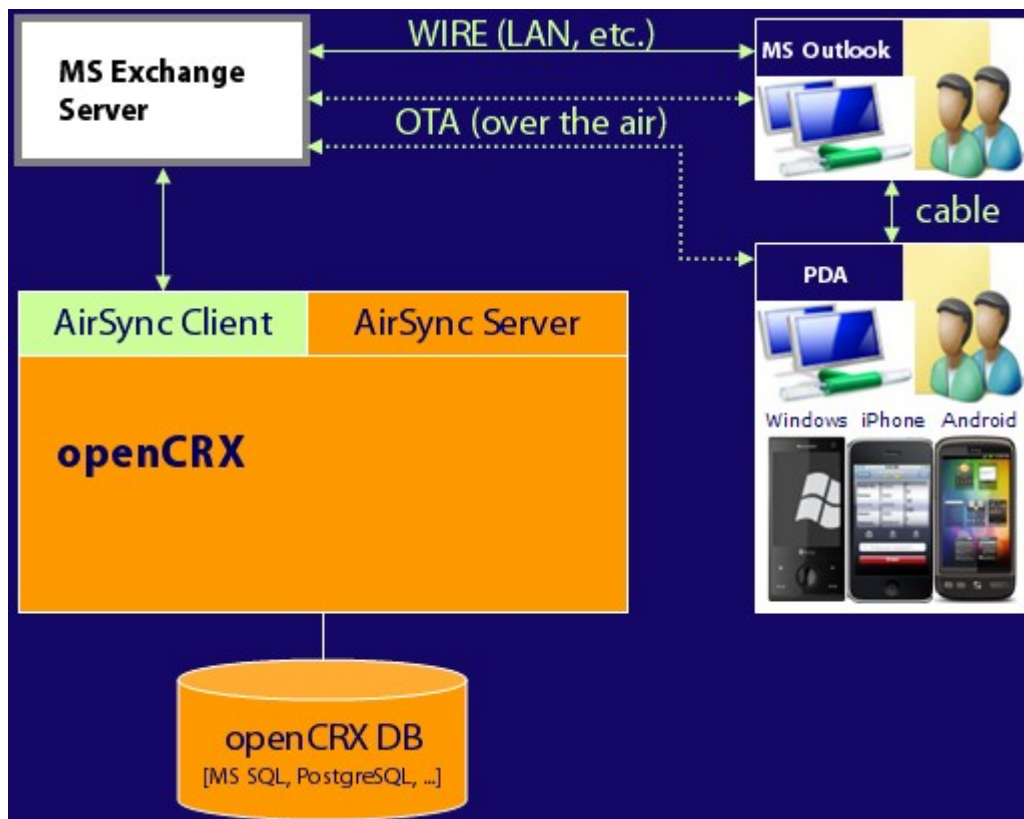 MS Exchange
Server
WIRE (LAN, etc.)
OTA (over the air)
MS Outlook
cable
PDA
Windows iPhone Android
AirSync Client
AirSync Server
openCRX
openCRX DB
[MS SQL, PostgreSQL, ...]